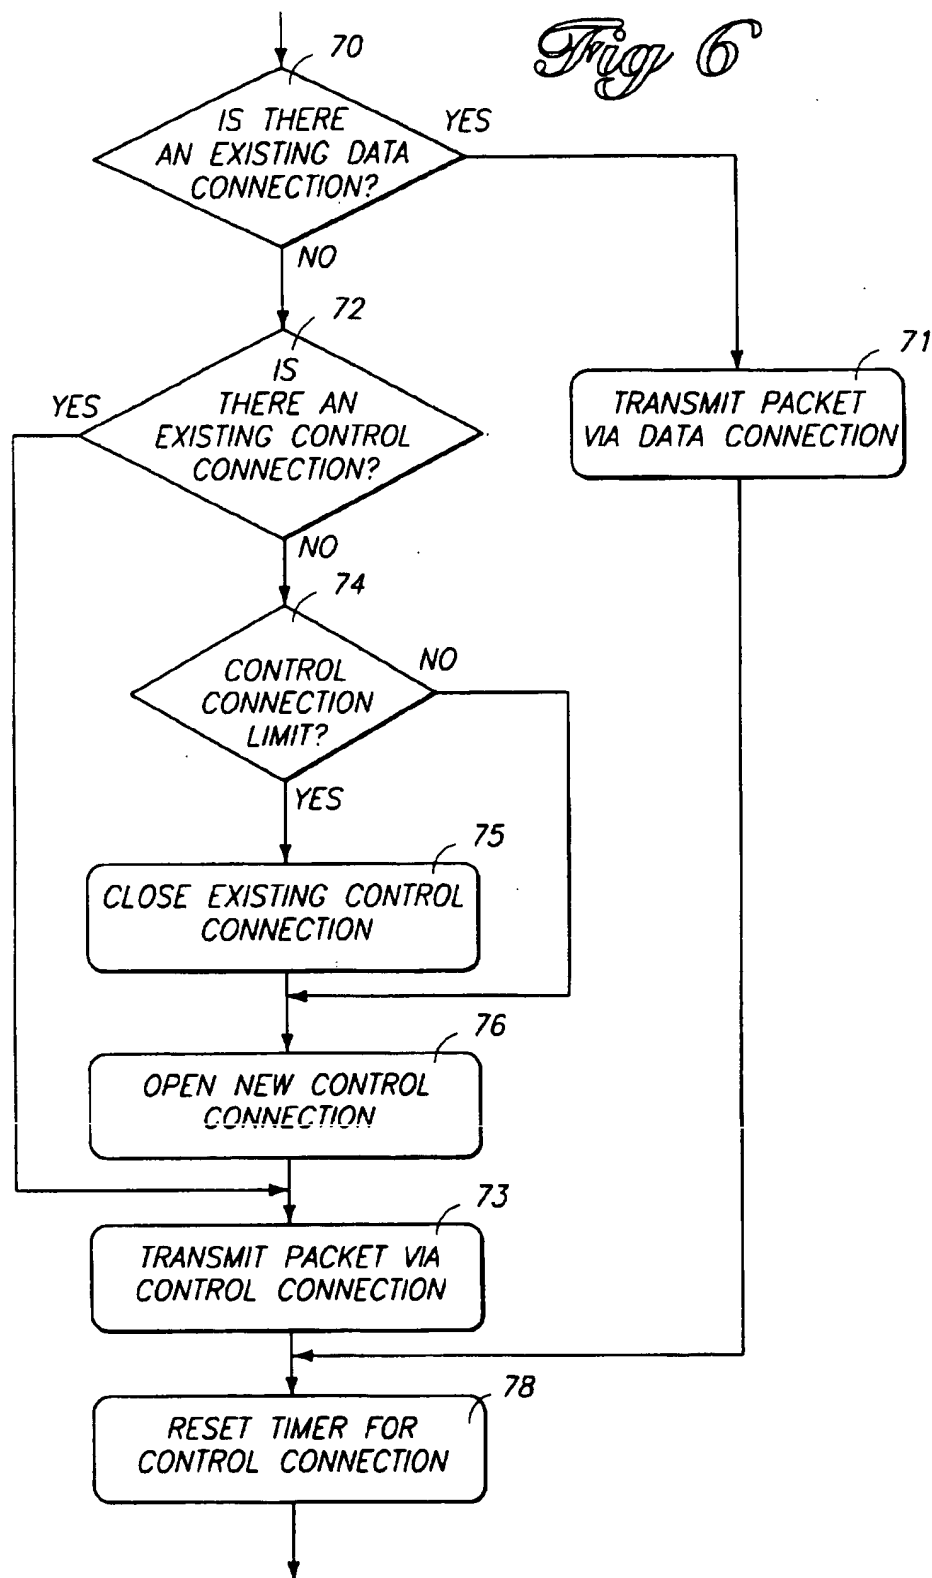 Fig 6
70
IS THERE
AN EXISTING DATA
CONNECTION?
YES
NO
72
IS
THERE AN
EXISTING CONTROL
CONNECTION?
YES
NO
71
TRANSMIT PACKET
VIA DATA CONNECTION
74
CONTROL
CONNECTION
LIMIT?
NO
YES
75
CLOSE EXISTING CONTROL
CONNECTION
76
OPEN NEW CONTROL
CONNECTION
73
TRANSMIT PACKET VIA
CONTROL CONNECTION
78
RESET TIMER FOR
CONTROL CONNECTION